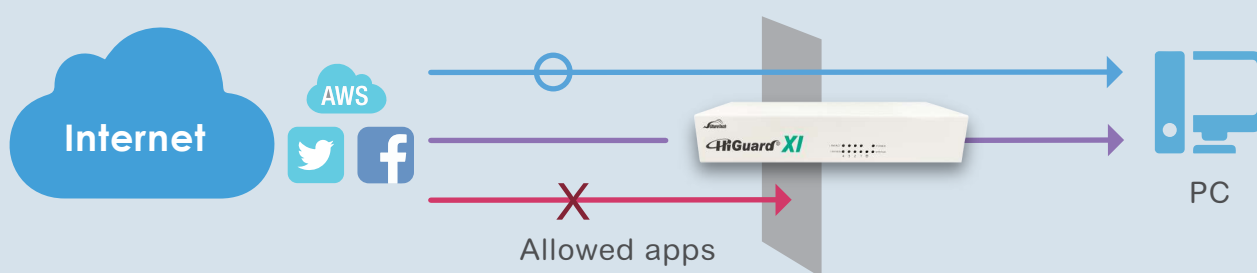 Internet
AWS
HiGuard® XI
X
PC
Allowed apps